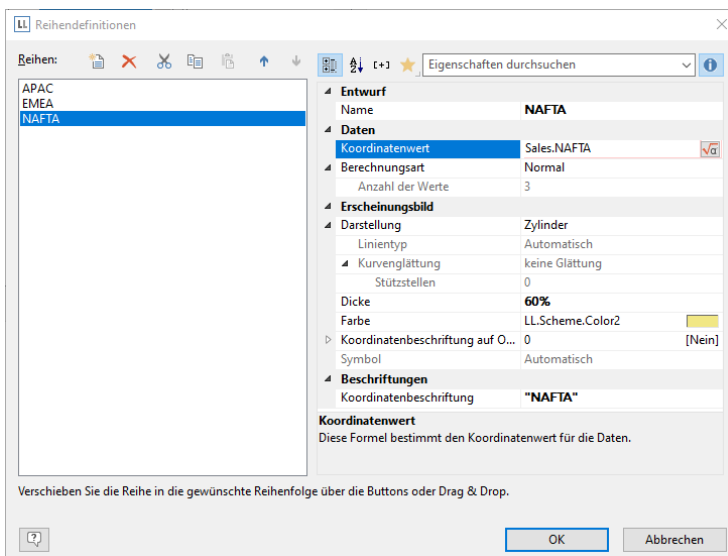 LL Reihendefinitionen
Reihen:
Eigenschaften durchsuchen
APAC
EMEA
NAFTA
Entwurf
Name NAFTA
Daten
Koordinatenwert Sales.NAFTA
Berechnungsart Normal
Anzahl der Werte 3
Erscheinungsbild
Darstellung Zylinder
Linientyp Automatisch
Kurvenglättung keine Glättung
Stützstellen 0
Dicke 60%
Farbe LL.Scheme.Color2
Koordinatenbeschriftung auf O... 0 [Nein]
Symbol Automatisch
Beschriftungen
Koordinatenbeschriftung "NAFTA"
Koordinatenwert
Diese Formel bestimmt den Koordinatenwert für die Daten.
Verschieben Sie die Reihe in die gewünschte Reihenfolge über die Buttons oder Drag & Drop.
OK Abbrechen